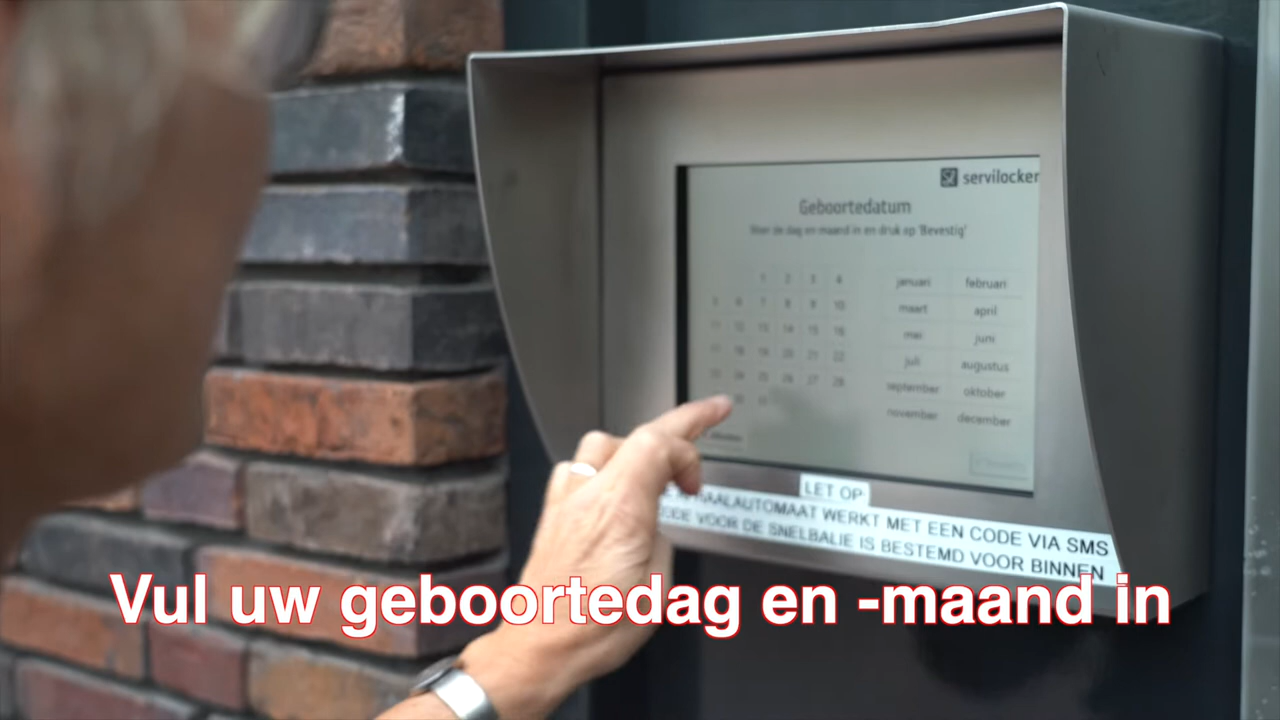 servilocker
Geboortedatum
Voer de dag en maand in en druk op 'Bevestig'
1 2 3 4 januari februari
5 6 7 8 9 10 maart april
11 12 13 14 15 16 mei juni
17 18 19 20 21 22 juli augustus
23 24 25 26 27 28 september oktober
30 31 november december
LET OP
AALAUTOMAAT WERKT MET EEN CODE VIA SMS
CODE VOOR DE SNELBALIE IS BESTEMD VOOR BINNEN
Vul uw geboortedag en -maand in